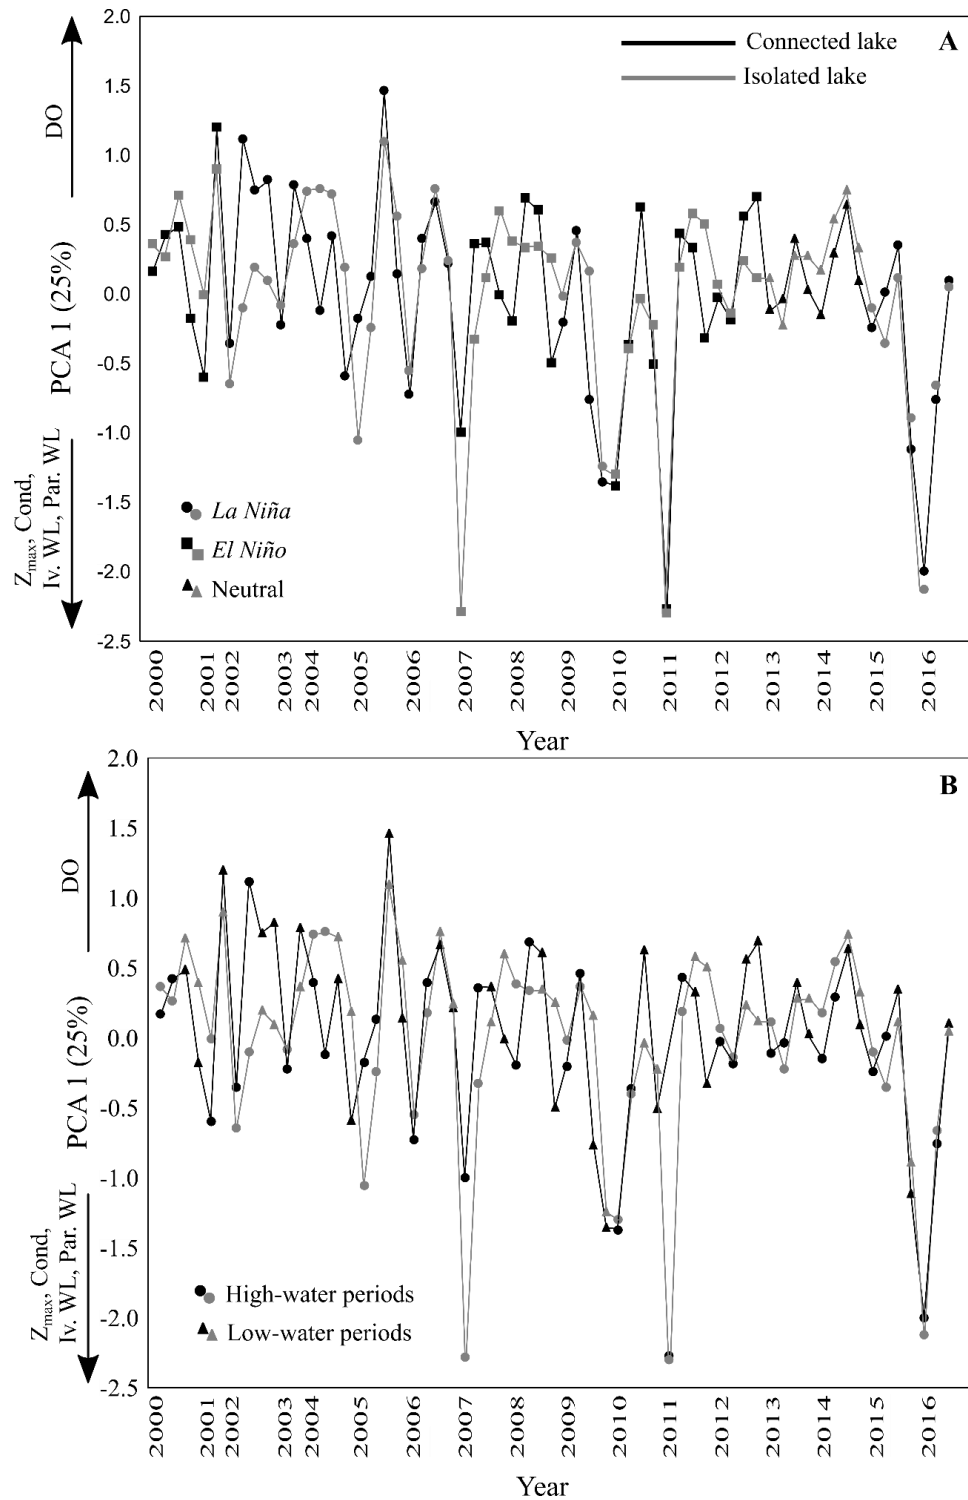 2.0
1.5
1.0
0.5
0.0
-0.5
-1.0
-1.5
-2.0
-2.5
DO
PCA 1 (25%)
Zmax, Cond,
Iv. WL, Par. WL
Connected lake
A
Isolated lake
La Niña
El Niño
Neutral
2000
2001
2002
2003
2004
2005
2006
2007
2008
2009
2010
2011
2012
2013
2014
2015
2016
Year
2.0
1.5
1.0
0.5
0.0
-0.5
-1.0
-1.5
-2.0
-2.5
DO
PCA 1 (25%)
Zmax, Cond,
Iv. WL, Par. WL
B
High-water periods
Low-water periods
2000
2001
2002
2003
2004
2005
2006
2007
2008
2009
2010
2011
2012
2013
2014
2015
2016
Year